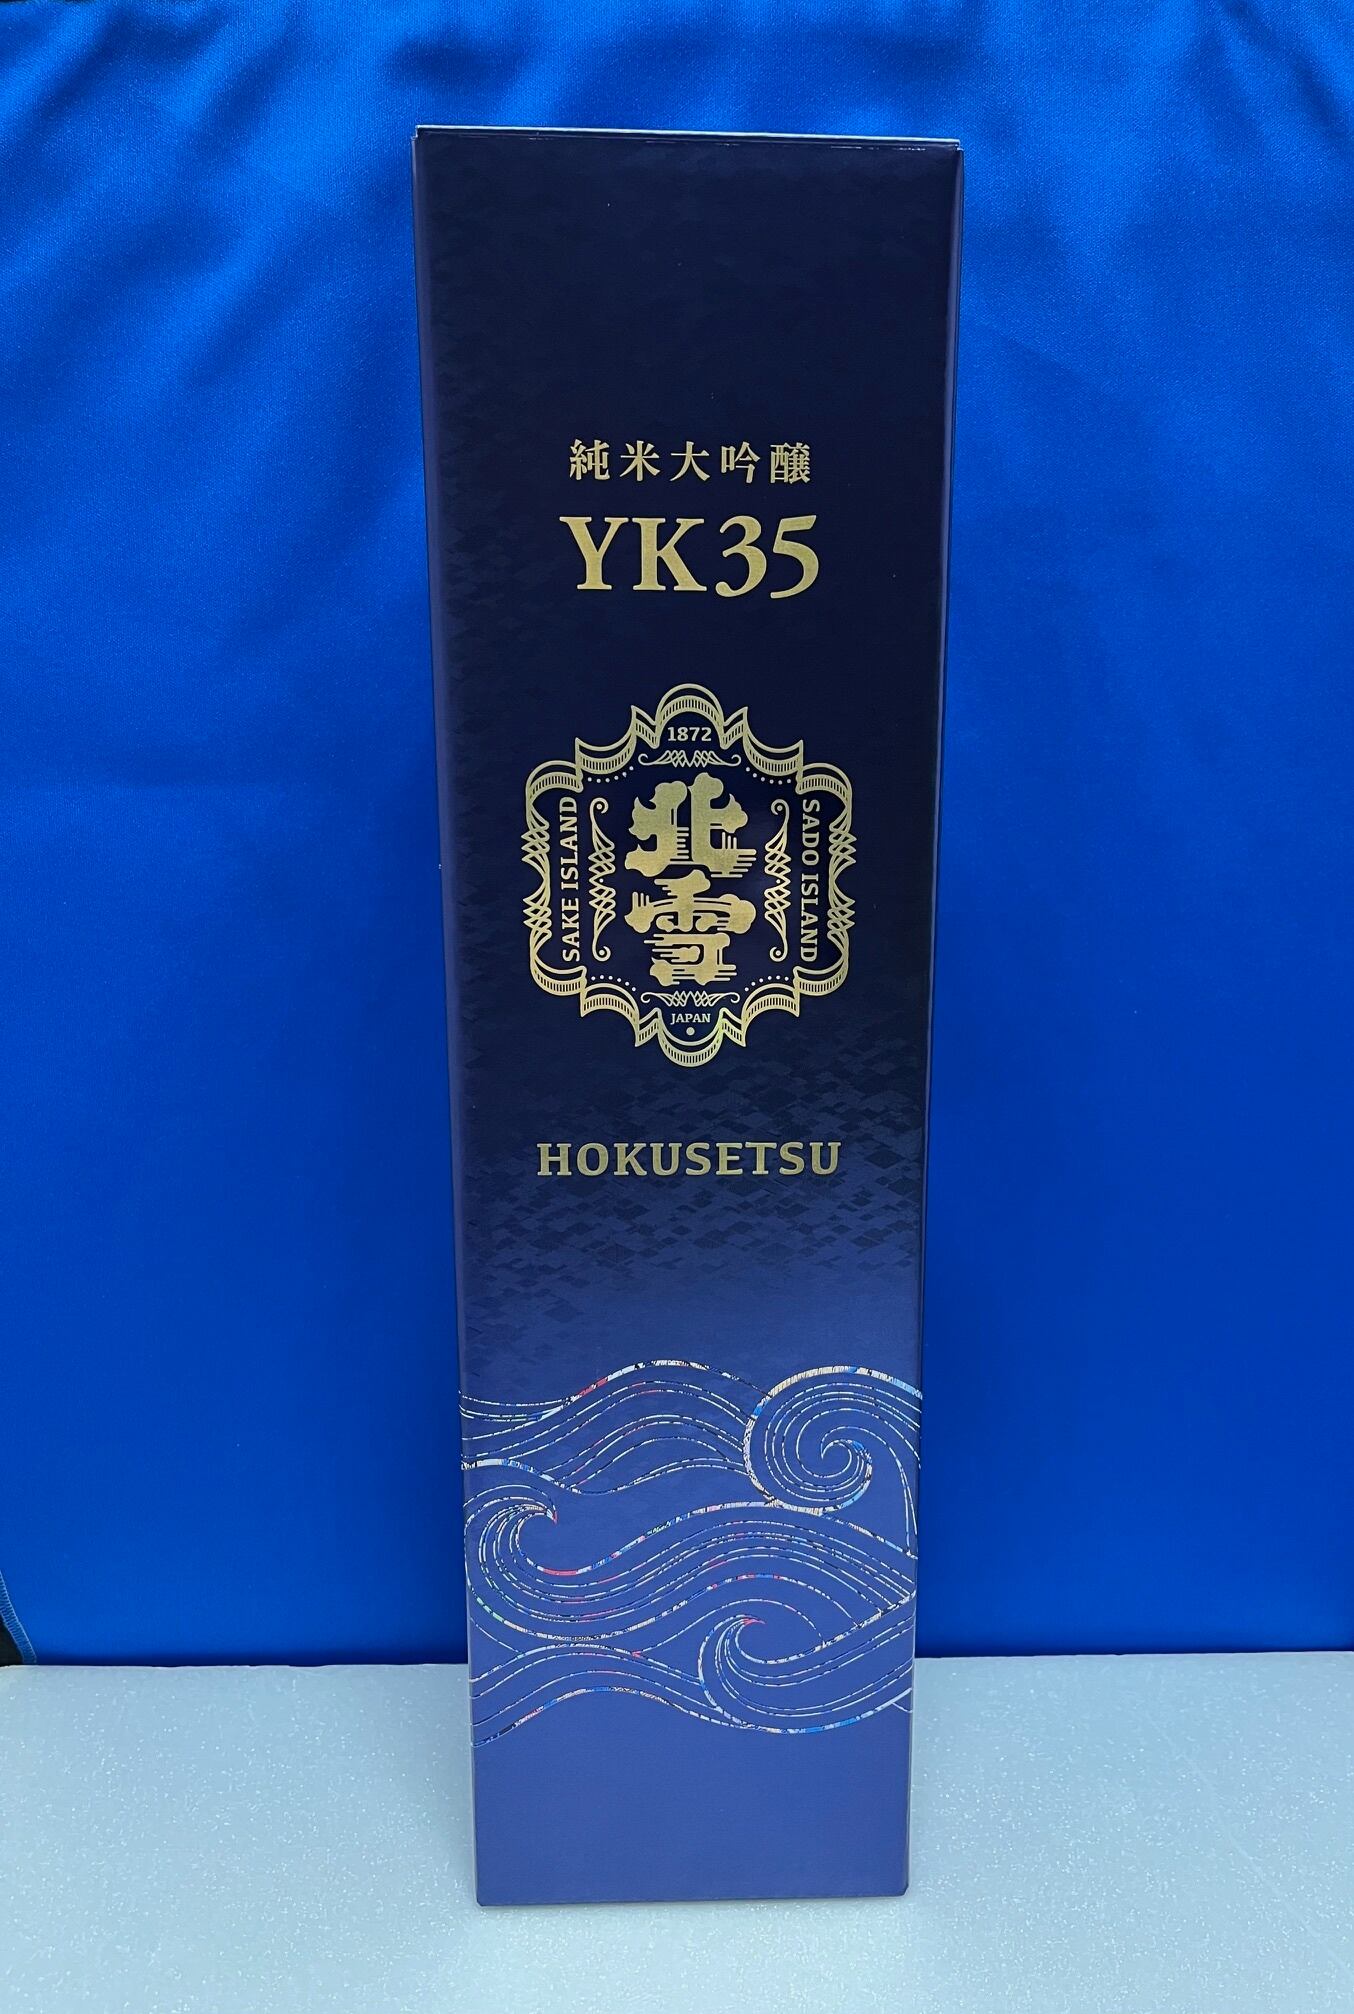 純米大吟醸
YK35
1872
SAKE ISLAND
北雪
SADO ISLAND
JAPAN
HOKUSETSU